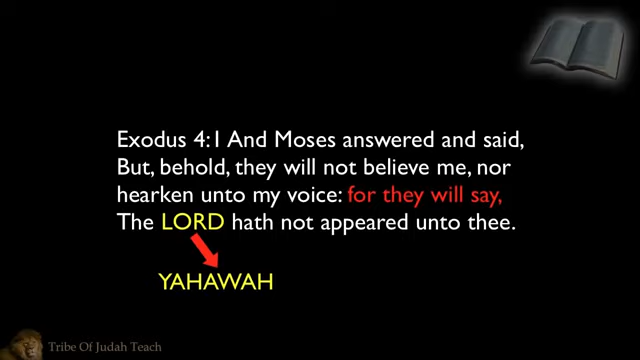 Exodus 4:1 And Moses answered and said,
But, behold, they will not believe me, nor
hearken unto my voice: for they will say,
The LORD hath not appeared unto thee.
YAHAWAH
Tribe Of Judah Teach